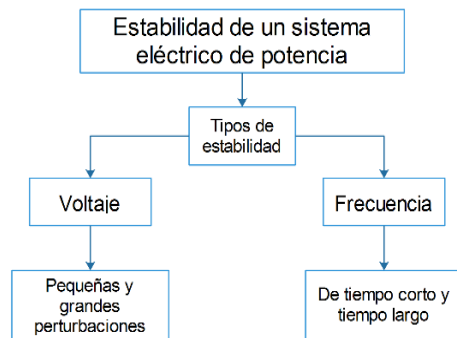 Estabilidad de un sistema
eléctrico de potencia
Tipos de
estabilidad
Voltaje
Frecuencia
Pequeñas y
grandes
perturbaciones
De tiempo corto y
tiempo largo